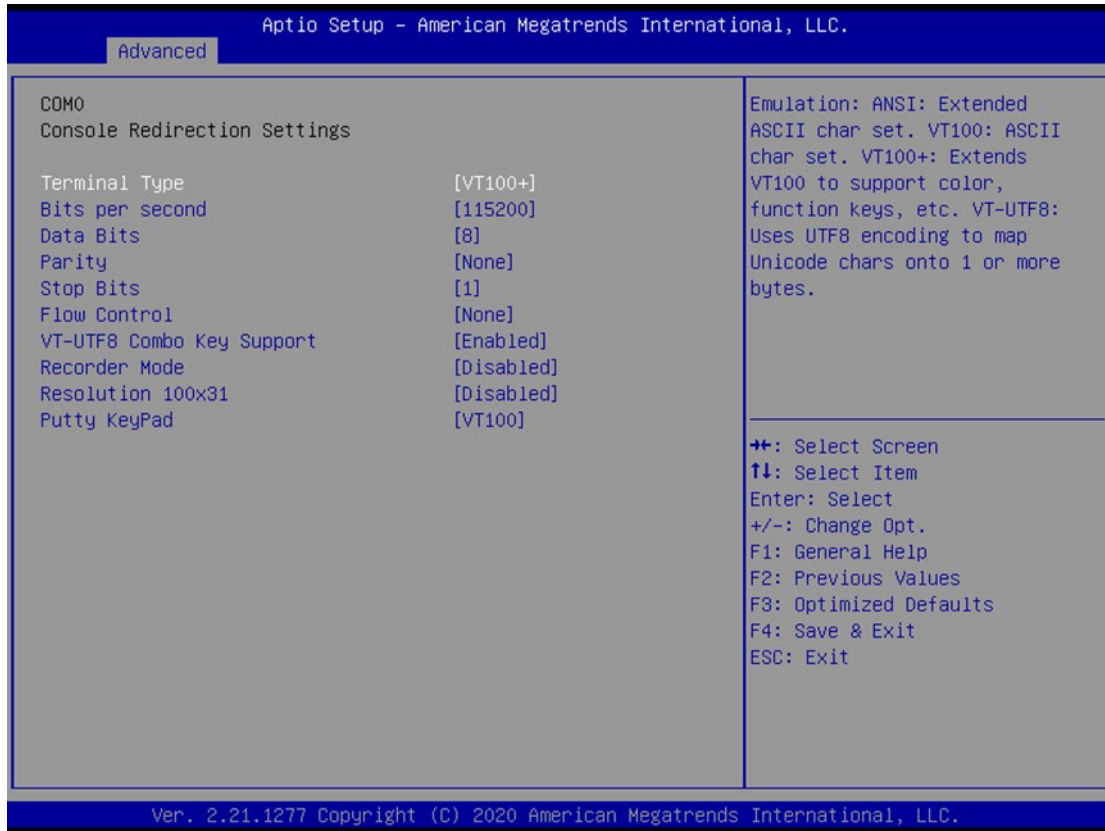 Aptio Setup – American Megatrends International, LLC.
Advanced
COM0
Console Redirection Settings
Terminal Type [VT100+]
Bits per second [115200]
Data Bits [8]
Parity [None]
Stop Bits [1]
Flow Control [None]
VT-UTF8 Combo Key Support [Enabled]
Recorder Mode [Disabled]
Resolution 100x31 [Disabled]
Putty KeyPad [VT100]
Emulation: ANSI: Extended
ASCII char set. VT100: ASCII
char set. VT100+: Extends
VT100 to support color,
function keys, etc. VT-UTF8:
Uses UTF8 encoding to map
Unicode chars onto 1 or more
bytes.
→←: Select Screen
↑↓: Select Item
Enter: Select
+/-: Change Opt.
F1: General Help
F2: Previous Values
F3: Optimized Defaults
F4: Save & Exit
ESC: Exit
Ver. 2.21.1277 Copyright (C) 2020 American Megatrends International, LLC.